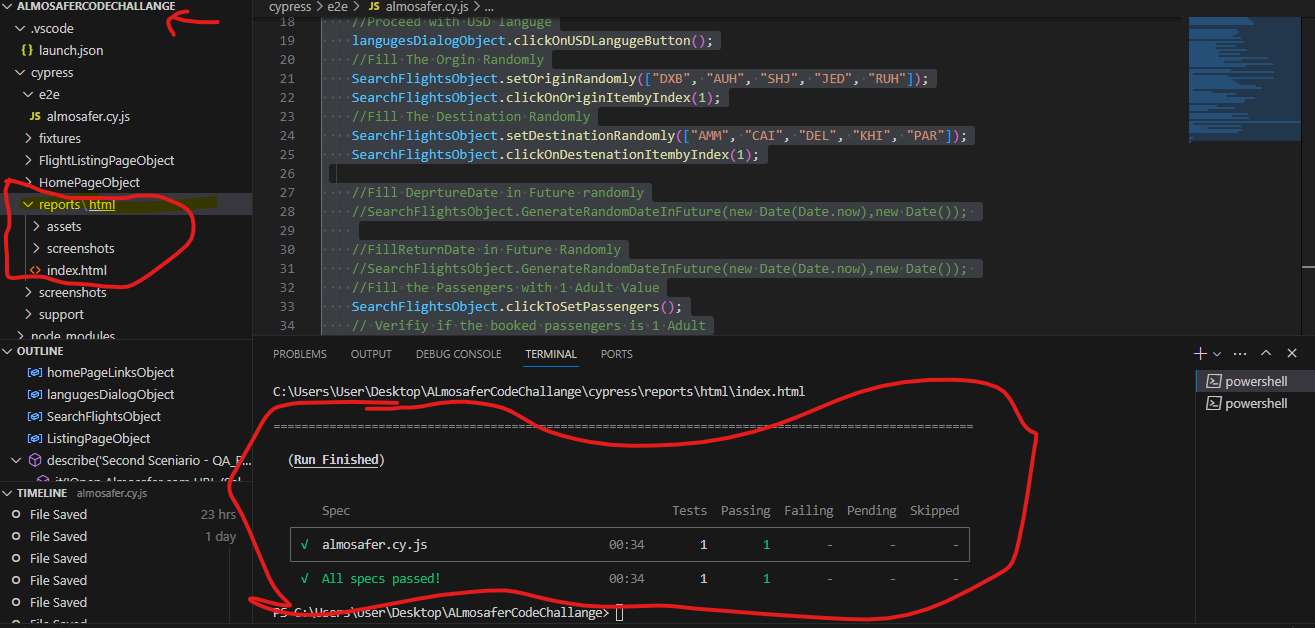 ALMOSAFERCODECHALLANGE
.vscode
{} launch.json
cypress
e2e
JS almosafer.cy.js
fixtures
FlightListingPageObject
HomePageObject
reports \ html
assets
screenshots
<> index.html
screenshots
support
node_modules
OUTLINE
homePageLinksObject
langugesDialogObject
SearchFlightsObject
ListingPageObject
describe('Second Sceniario - QA_F...
TIMELINE almosafer.cy.js
File Saved 23 hrs
File Saved 1 day
File Saved
File Saved
File Saved
File Saved
cypress > e2e > JS almosafer.cy.js > ...
18 //Proceed with USD languge
19 langugesDialogObject.clickOnUSDLangugeButton();
20 //Fill The Orgin Randomly
21 SearchFlightsObject.setOriginRandomly(["DXB", "AUH", "SHJ", "JED", "RUH"]);
22 SearchFlightsObject.clickOnOriginItembyIndex(1);
23 //Fill The Destination Randomly
24 SearchFlightsObject.setDestinationRandomly(["AMM", "CAI", "DEL", "KHI", "PAR"]);
25 SearchFlightsObject.clickOnDestenationItembyIndex(1);
26
27 //Fill DeprtureDate in Future randomly
28 //SearchFlightsObject.GenerateRandomDateInFuture(new Date(Date.now),new Date());
29
30 //FillReturnDate in Future Randomly
31 //SearchFlightsObject.GenerateRandomDateInFuture(new Date(Date.now),new Date());
32 //Fill the Passengers with 1 Adult Value
33 SearchFlightsObject.clickToSetPassengers();
34 // Verifiy if the booked passengers is 1 Adult
PROBLEMS OUTPUT DEBUG CONSOLE TERMINAL PORTS
C:\Users\User\Desktop\ALmosaferCodeChallange\cypress\reports\html\index.html
(Run Finished)
Spec Tests Passing Failing Pending Skipped
√ almosafer.cy.js 00:34 1 1 - - -
√ All specs passed! 00:34 1 1 - - -
PS C:\Users\User\Desktop\ALmosaferCodeChallange>
powershell
powershell